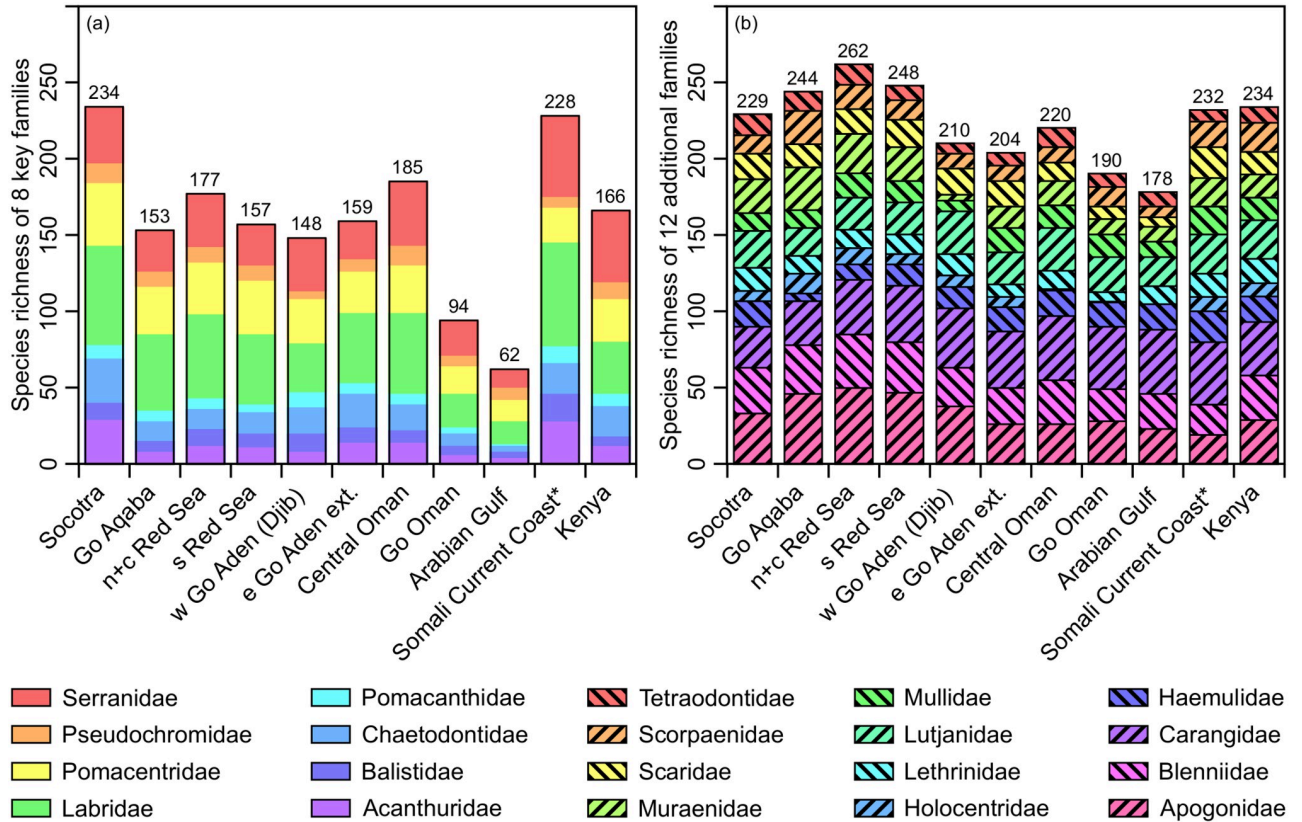 (a)
Species richness of 8 key families
0
50
100
150
200
250
234
153
177
157
148
159
185
94
62
228
166
Socotra
Go Aqaba
n+c Red Sea
s Red Sea
w Go Aden (Djib)
e Go Aden ext.
Central Oman
Go Oman
Arabian Gulf
Somali Current Coast*
Kenya
(b)
Species richness of 12 additional families
0
50
100
150
200
250
229
244
262
248
210
204
220
190
178
232
234
Socotra
Go Aqaba
n+c Red Sea
s Red Sea
w Go Aden (Djib)
e Go Aden ext.
Central Oman
Go Oman
Arabian Gulf
Somali Current Coast*
Kenya
Serranidae
Pseudochromidae
Pomacentridae
Labridae
Pomacanthidae
Chaetodontidae
Balistidae
Acanthuridae
Tetraodontidae
Scorpaenidae
Scaridae
Muraenidae
Mullidae
Lutjanidae
Lethrinidae
Holocentridae
Haemulidae
Carangidae
Blenniidae
Apogonidae